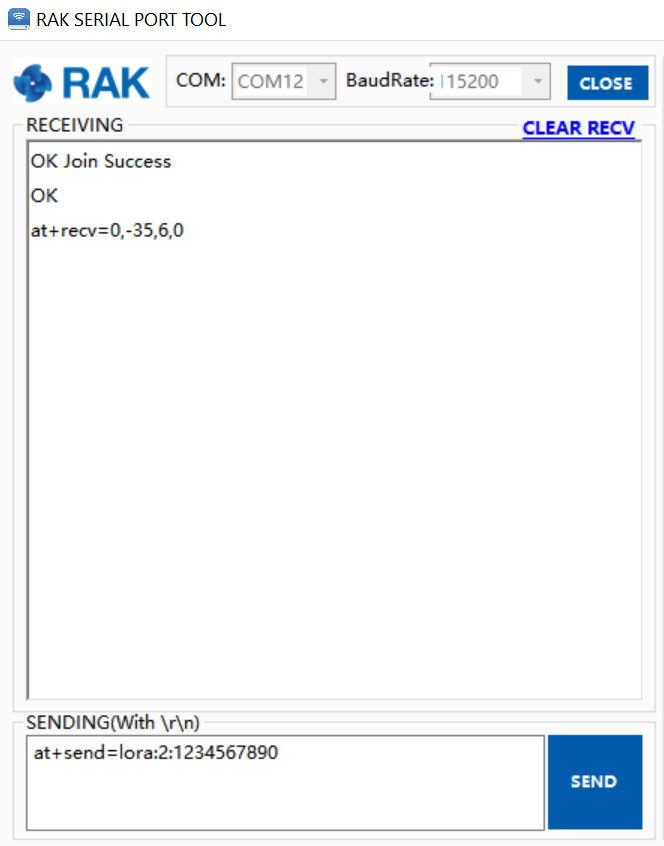 RAK SERIAL PORT TOOL
RAK COM: COM12 BaudRate: 115200 CLOSE
RECEIVING CLEAR RECV
OK Join Success
OK
at+recv=0,-35,6,0
SENDING(With \r\n)
at+send=lora:2:1234567890
SEND